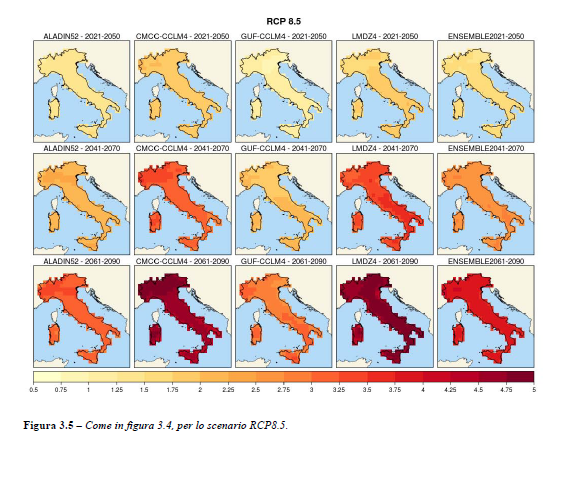 RCP 8.5
ALADIN52 - 2021-2050 CMCC-CCLM4 - 2021-2050 GUF-CCLM4 - 2021-2050 LMDZ4 - 2021-2050 ENSEMBLE2021-2050
ALADIN52 - 2041-2070 CMCC-CCLM4 - 2041-2070 GUF-CCLM4 - 2041-2070 LMDZ4 - 2041-2070 ENSEMBLE2041-2070
ALADIN52 - 2061-2090 CMCC-CCLM4 - 2061-2090 GUF-CCLM4 - 2061-2090 LMDZ4 - 2061-2090 ENSEMBLE2061-2090
0.5 0.75 1 1.25 1.5 1.75 2 2.25 2.5 2.75 3 3.25 3.5 3.75 4 4.25 4.5 4.75 5
Figura 3.5 – Come in figura 3.4, per lo scenario RCP8.5.